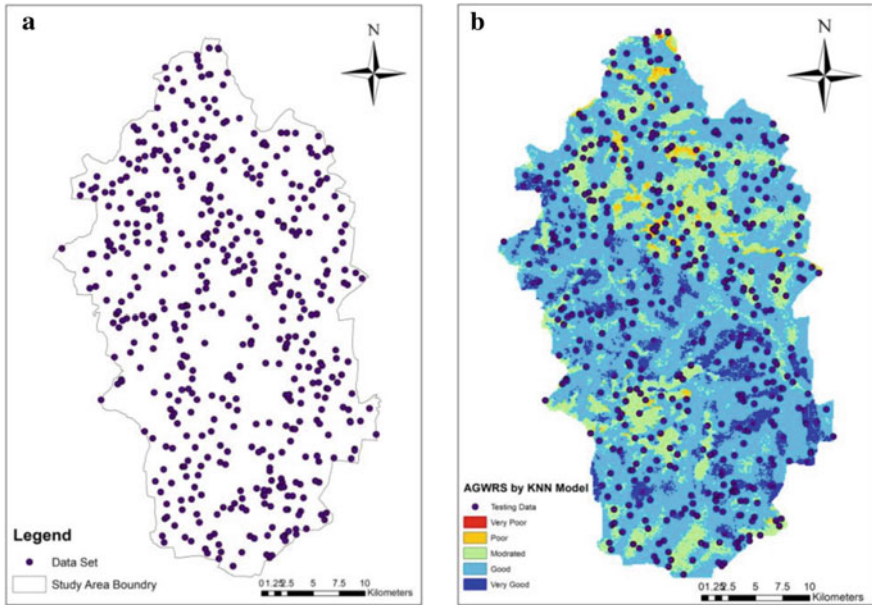 a
N
Legend
Data Set
Study Area Boundry
0 1.25 2.5 5 7.5 10
Kilometers
b
N
AGWRS by KNN Model
Testing Data
Very Poor
Poor
Modrated
Good
Very Good
0 1.25 2.5 5 7.5 10
Kilometers